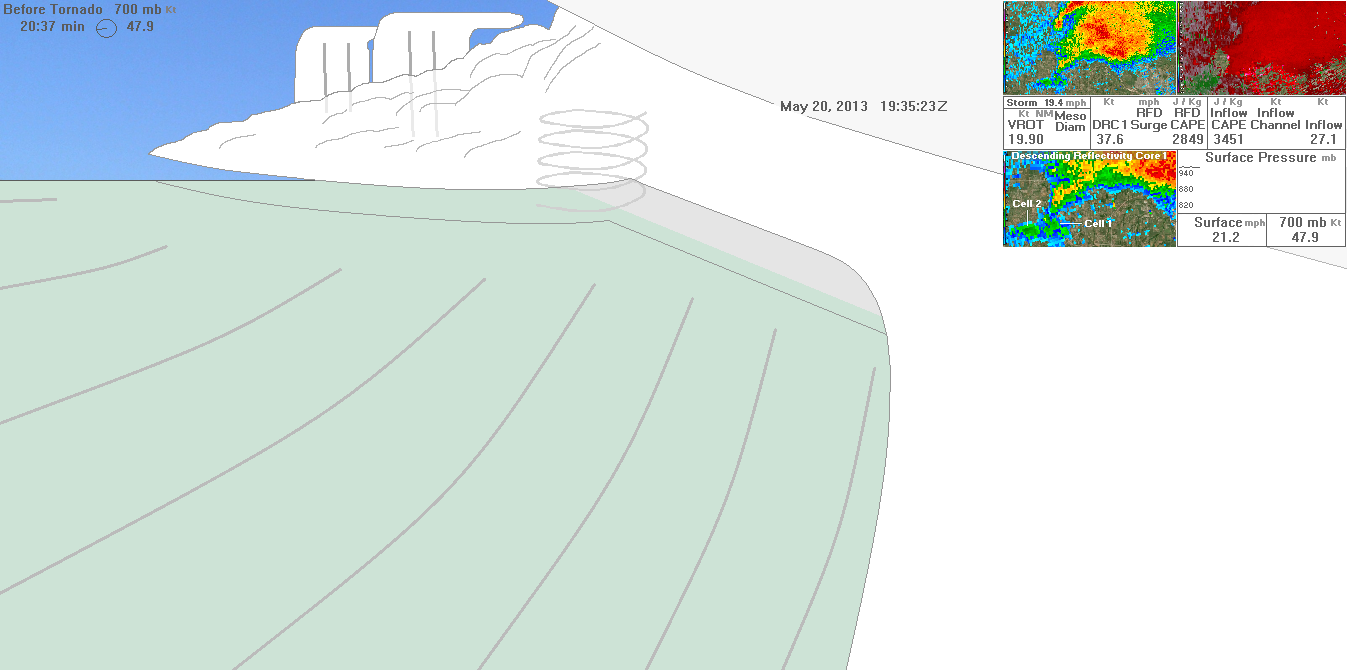 Before Tornado 700 mb Kt
20:37 min 47.9
May 20, 2013 19:35:23Z
Storm 19.4 mph
Kt NM
VROT Meso Diam
19.90
Kt mph J / Kg
RFD RFD
DRC1 Surge CAPE
37.6 2849
J / Kg Kt Kt
Inflow Inflow
CAPE Channel Inflow
3451 27.1
Descending Reflectivity Core1
Cell 2
Cell 1
Surface Pressure mb
940
880
820
Surface mph
21.2
700 mb Kt
47.9